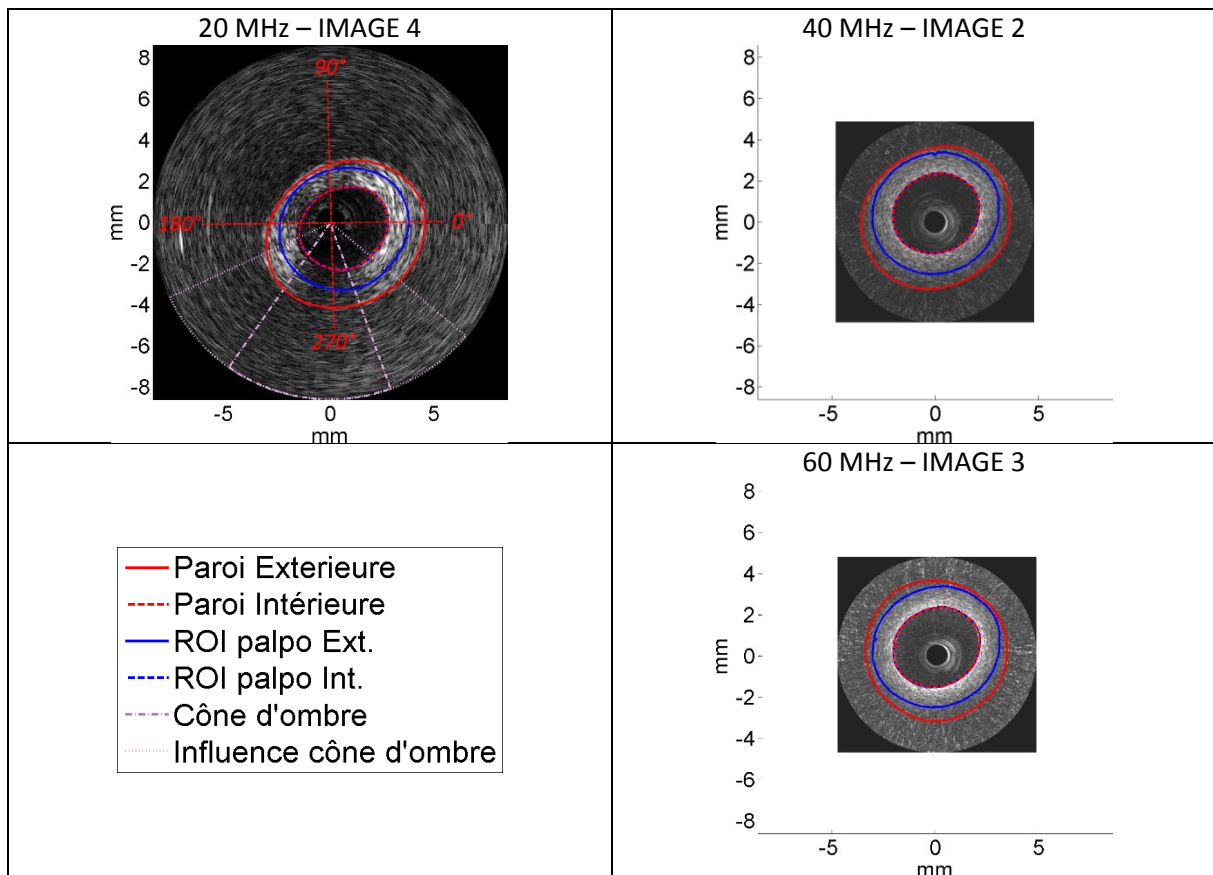 20 MHz – IMAGE 4
8
6
4
2
0
-2
-4
-6
-8
mm
90°
180°
0°
270°
-5 0 5
mm
40 MHz – IMAGE 2
8
6
4
2
0
-2
-4
-6
-8
mm
-5 0 5
mm
Paroi Exterieure
Paroi Intérieure
ROI palpo Ext.
ROI palpo Int.
Cône d'ombre
Influence cône d'ombre
60 MHz – IMAGE 3
8
6
4
2
0
-2
-4
-6
-8
mm
-5 0 5
mm